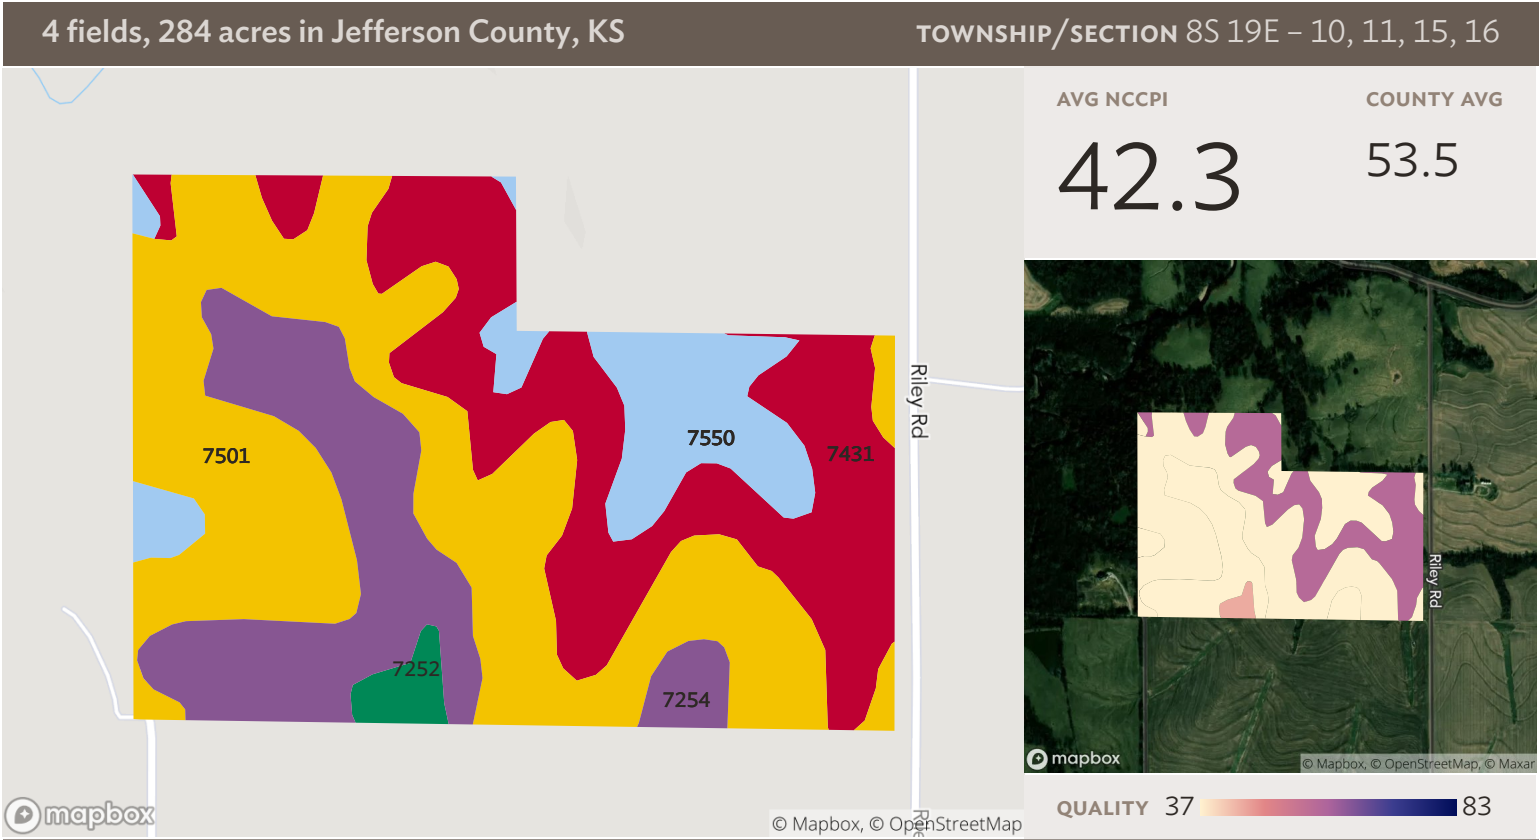 4 fields, 284 acres in Jefferson County, KS
TOWNSHIP/SECTION 8S 19E – 10, 11, 15, 16
AVG NCCPI
COUNTY AVG
42.3
53.5
Riley Rd
7550
7431
7501
7252
7254
Riley Rd
mapbox
© Mapbox, © OpenStreetMap, © Maxar
mapbox
© Mapbox, © OpenStreetMap
QUALITY 37 83